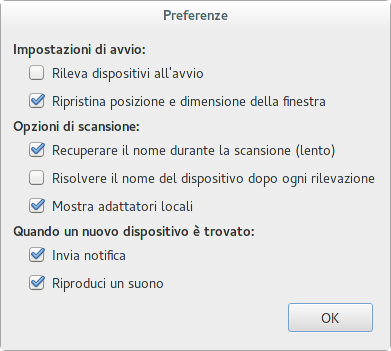 Preferenze
Impostazioni di avvio:
Rileva dispositivi all'avvio
Ripristina posizione e dimensione della finestra
Opzioni di scansione:
Recuperare il nome durante la scansione (lento)
Risolvere il nome del dispositivo dopo ogni rilevazione
Mostra adattatori locali
Quando un nuovo dispositivo è trovato:
Invia notifica
Riproduci un suono
OK